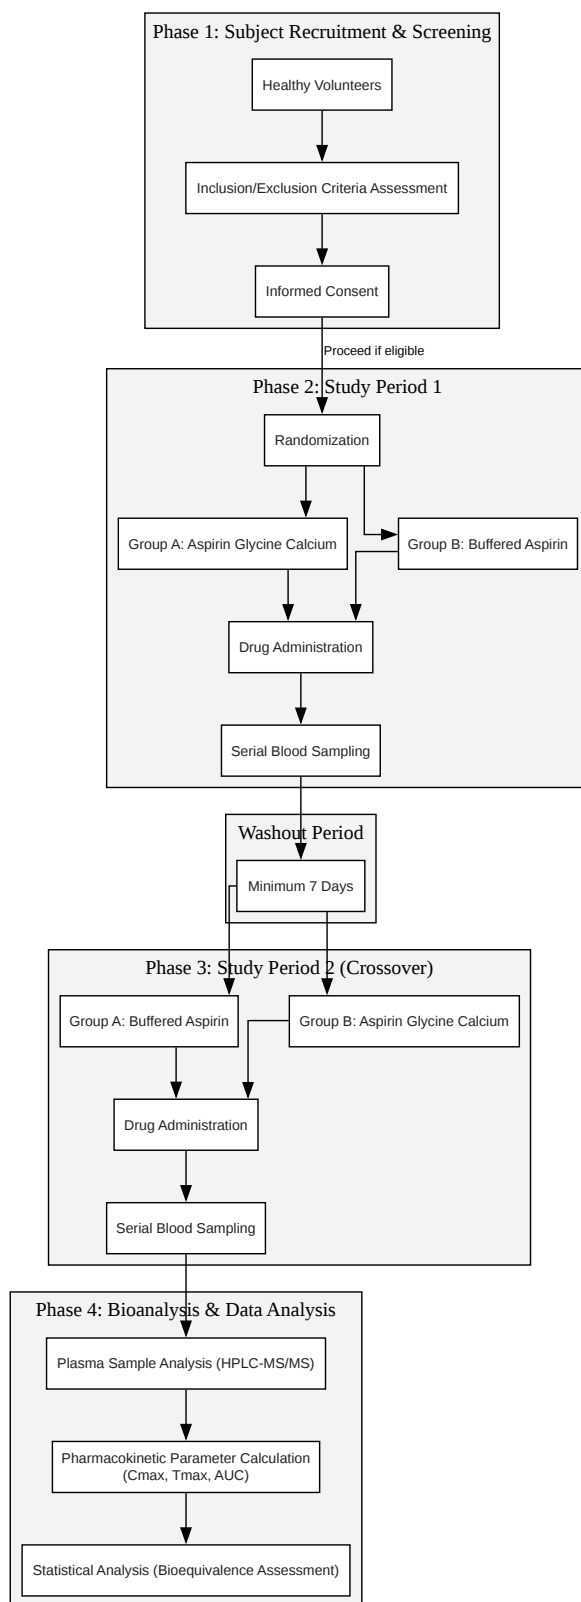 Phase 1: Subject Recruitment & Screening
Healthy Volunteers
Inclusion/Exclusion Criteria Assessment
Informed Consent
Proceed if eligible
Phase 2: Study Period 1
Randomization
Group A: Aspirin Glycine Calcium
Group B: Buffered Aspirin
Drug Administration
Serial Blood Sampling
Washout Period
Minimum 7 Days
Phase 3: Study Period 2 (Crossover)
Group A: Buffered Aspirin
Group B: Aspirin Glycine Calcium
Drug Administration
Serial Blood Sampling
Phase 4: Bioanalysis & Data Analysis
Plasma Sample Analysis (HPLC-MS/MS)
Pharmacokinetic Parameter Calculation
(Cmax, Tmax, AUC)
Statistical Analysis (Bioequivalence Assessment)